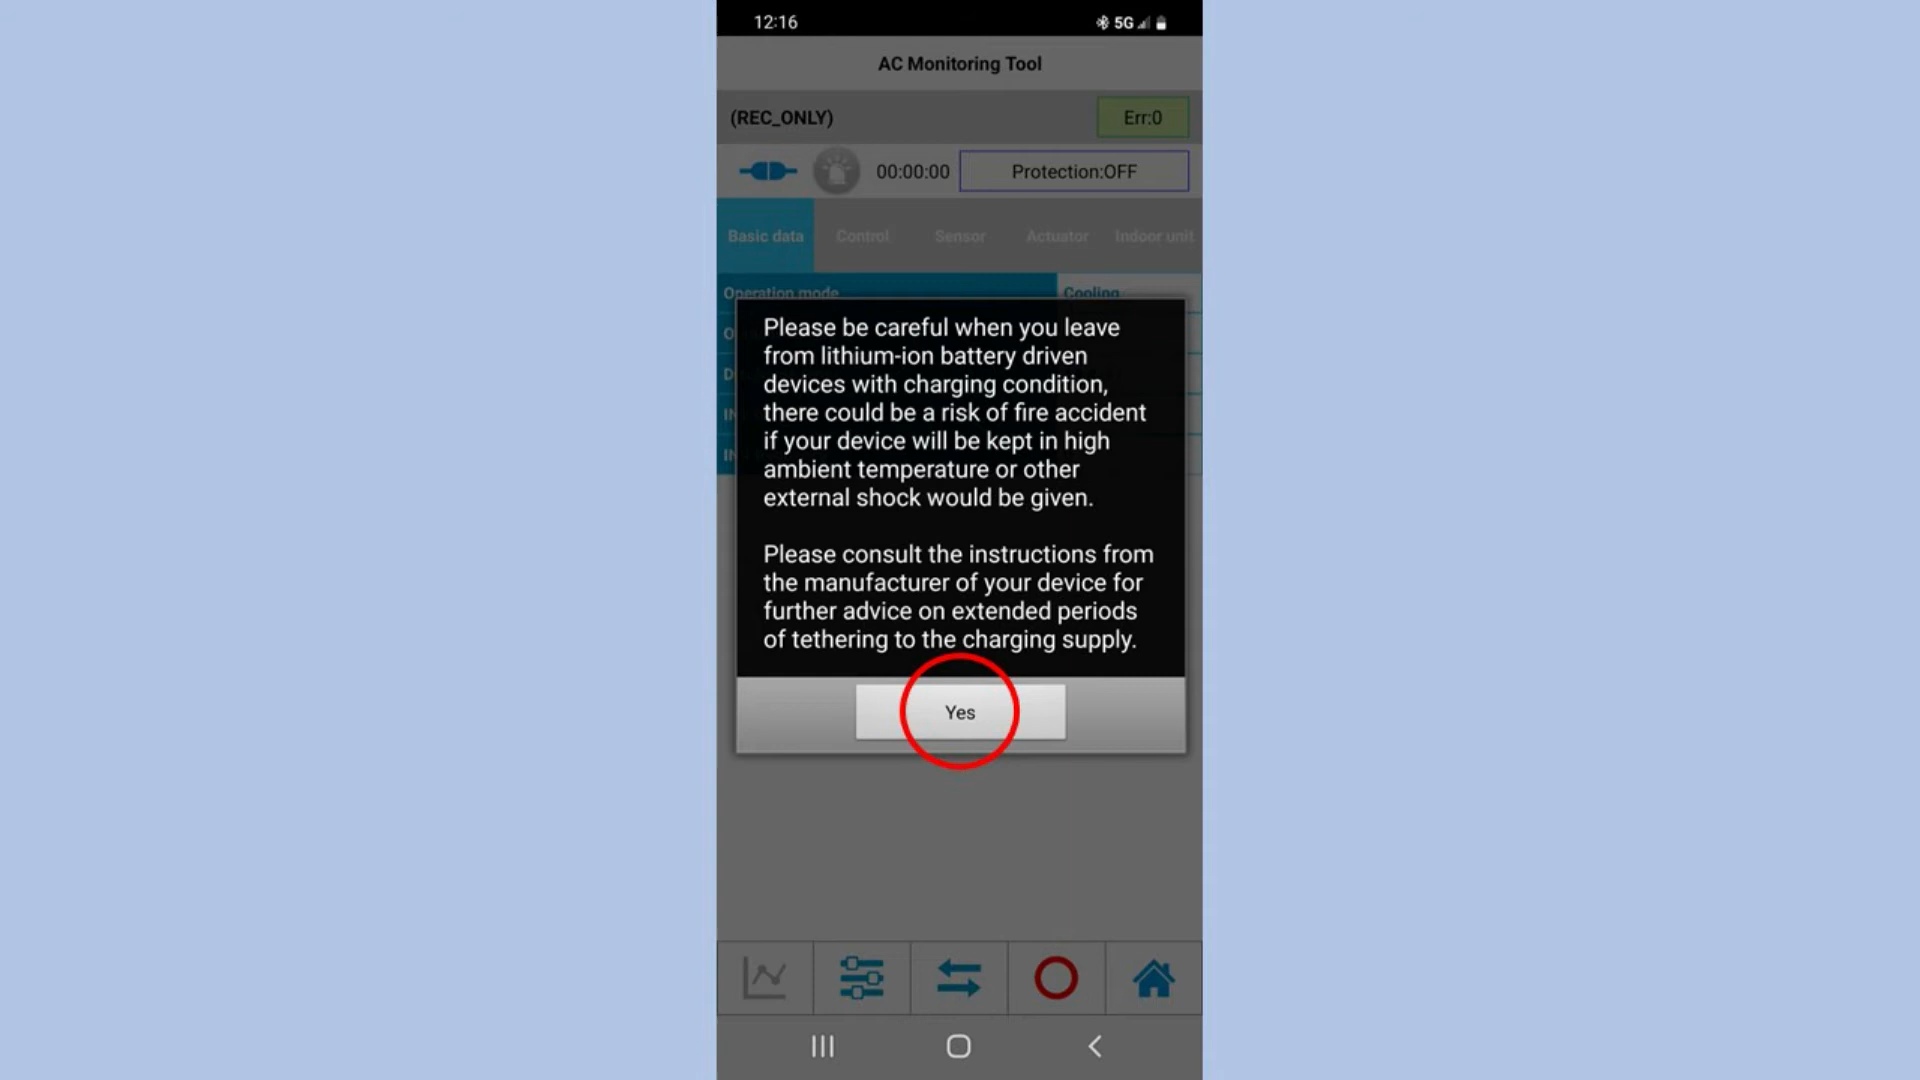 12:16 5G
AC Monitoring Tool
(REC_ONLY) Err:0
00:00:00 Protection:OFF
Basic data Control Sensor Actuator Indoor unit
Operation mode Cooling
Please be careful when you leave
from lithium-ion battery driven
devices with charging condition,
there could be a risk of fire accident
if your device will be kept in high
ambient temperature or other
external shock would be given.
Please consult the instructions from
the manufacturer of your device for
further advice on extended periods
of tethering to the charging supply.
Yes